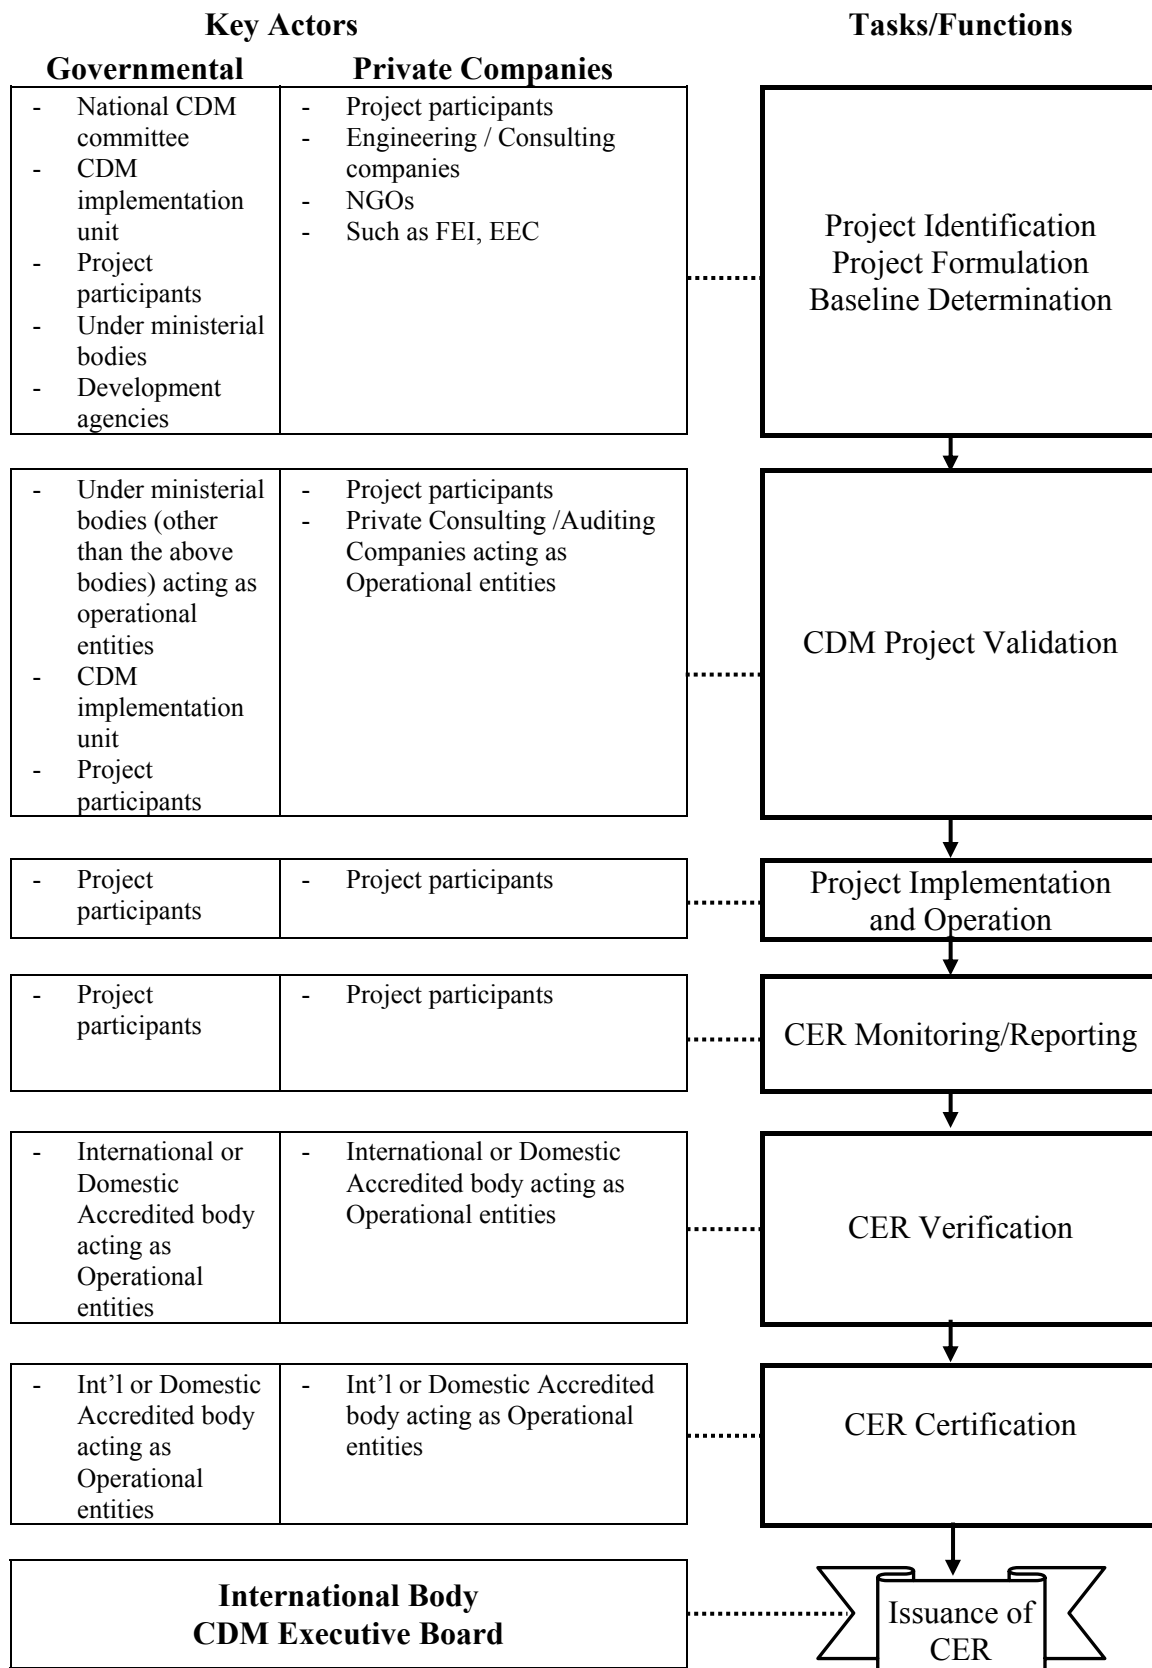 Key Actors
Tasks/Functions
Governmental
Private Companies
- National CDM
committee
- CDM
implementation
unit
- Project
participants
- Under ministerial
bodies
- Development
agencies
- Project participants
- Engineering / Consulting
companies
- NGOs
- Such as FEI, EEC
Project Identification
Project Formulation
Baseline Determination
- Under ministerial
bodies (other
than the above
bodies) acting as
operational
entities
- CDM
implementation
unit
- Project
participants
- Project participants
- Private Consulting /Auditing
Companies acting as
Operational entities
CDM Project Validation
- Project
participants
- Project participants
Project Implementation
and Operation
- Project
participants
- Project participants
CER Monitoring/Reporting
- International or
Domestic
Accredited body
acting as
Operational
entities
- International or Domestic
Accredited body acting as
Operational entities
CER Verification
- Int’l or Domestic
Accredited body
acting as
Operational
entities
- Int’l or Domestic Accredited
body acting as Operational
entities
CER Certification
International Body
CDM Executive Board
Issuance of
CER